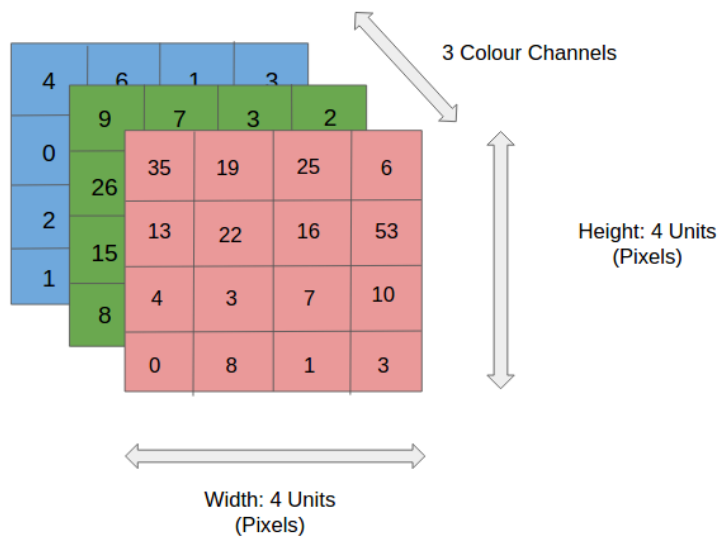 3 Colour Channels
4 6 1 3
9 7 3 2
0
35 19 25 6
26
13 22 16 53
2
15
Height: 4 Units
(Pixels)
1
4 3 7 10
8
0 8 1 3
Width: 4 Units
(Pixels)